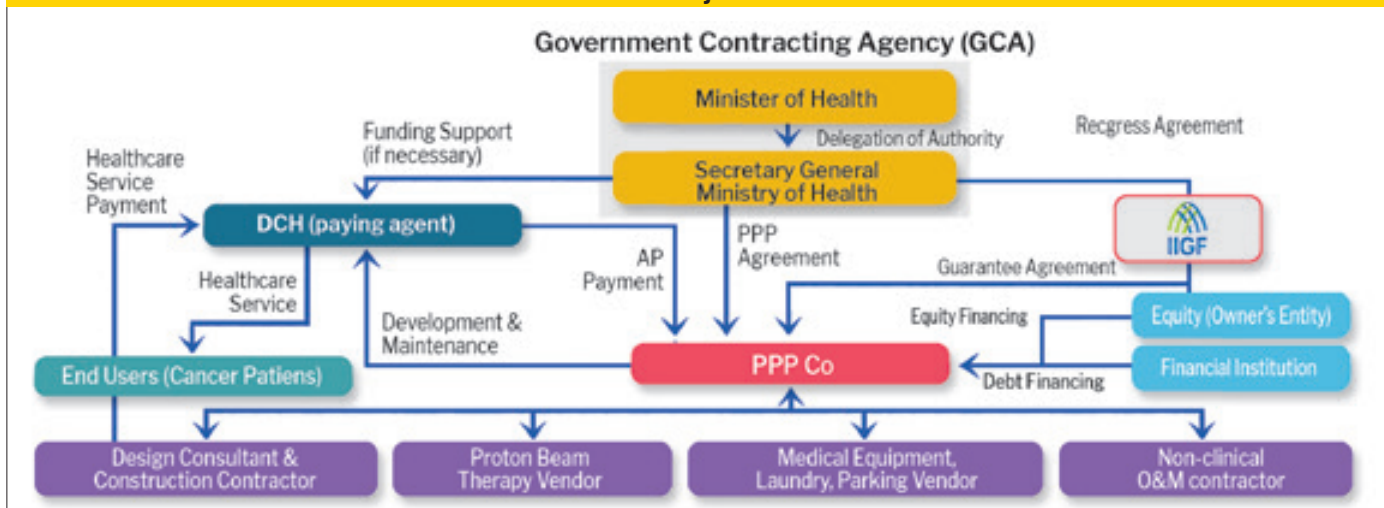 Government Contracting Agency (GCA)
Minister of Health
Delegation of Authority
Recgress Agreement
Funding Support
(if necessary)
Healthcare
Service
Payment
Secretary General
Ministry of Health
IIGF
DCH (paying agent)
PPP
Agreement
AP
Payment
Guarantee Agreement
Healthcare
Service
Development &
Maintenance
Equity Financing
Equity (Owner's Entity)
PPP Co
End Users (Cancer Patiens)
Debt Financing
Financial Institution
Design Consultant &
Construction Contractor
Proton Beam
Therapy Vendor
Medical Equipment,
Laundry, Parking Vendor
Non-clinical
O&M contractor